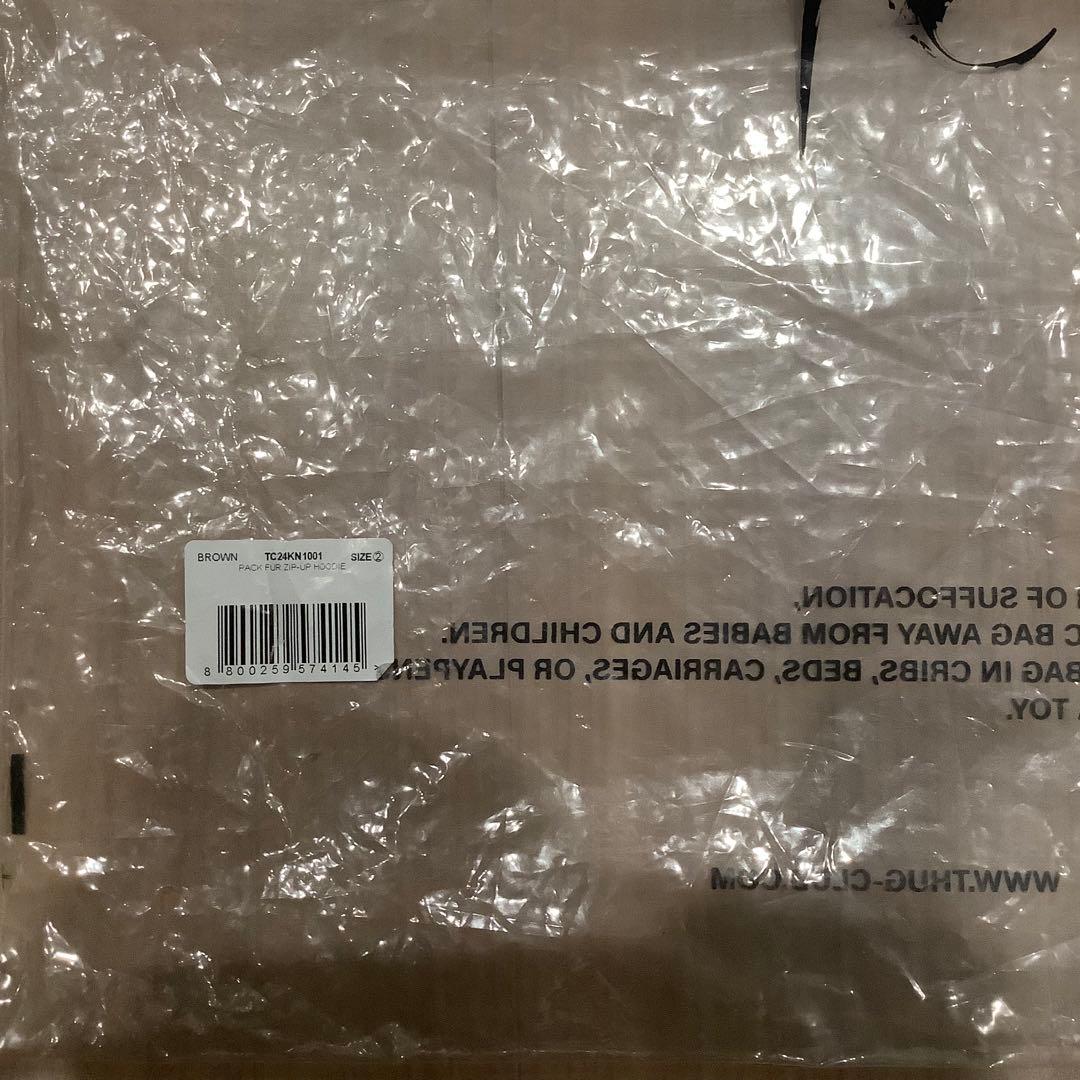 BROWN TC24KN1001 SIZE②
PACK FUR ZIP-UP HOODIE
8 800259 574145 >
OF SUFFOCATION,
BAG AWAY FROM BABIES AND CHILDREN.
BAG IN CRIBS, BEDS, CARRIAGES, OR PLAYPEN.
TOY.
WWW.THUG-CLUB.COM